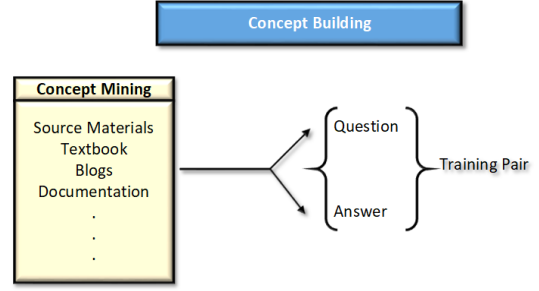 Concept Building
Concept Mining
Source Materials
Textbook
Blogs
Documentation
.
.
.
Question
Answer
Training Pair